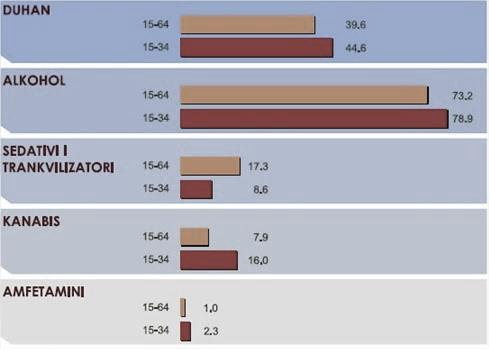 DUHAN
15-64 39.6
15-34 44.6
ALKOHOL
15-64 73.2
15-34 78.9
SEDATIVI I
TRANKVILIZATORI
15-64 17.3
15-34 8.6
KANABIS
15-64 7.9
15-34 16.0
AMFETAMINI
15-64 1.0
15-34 2.3